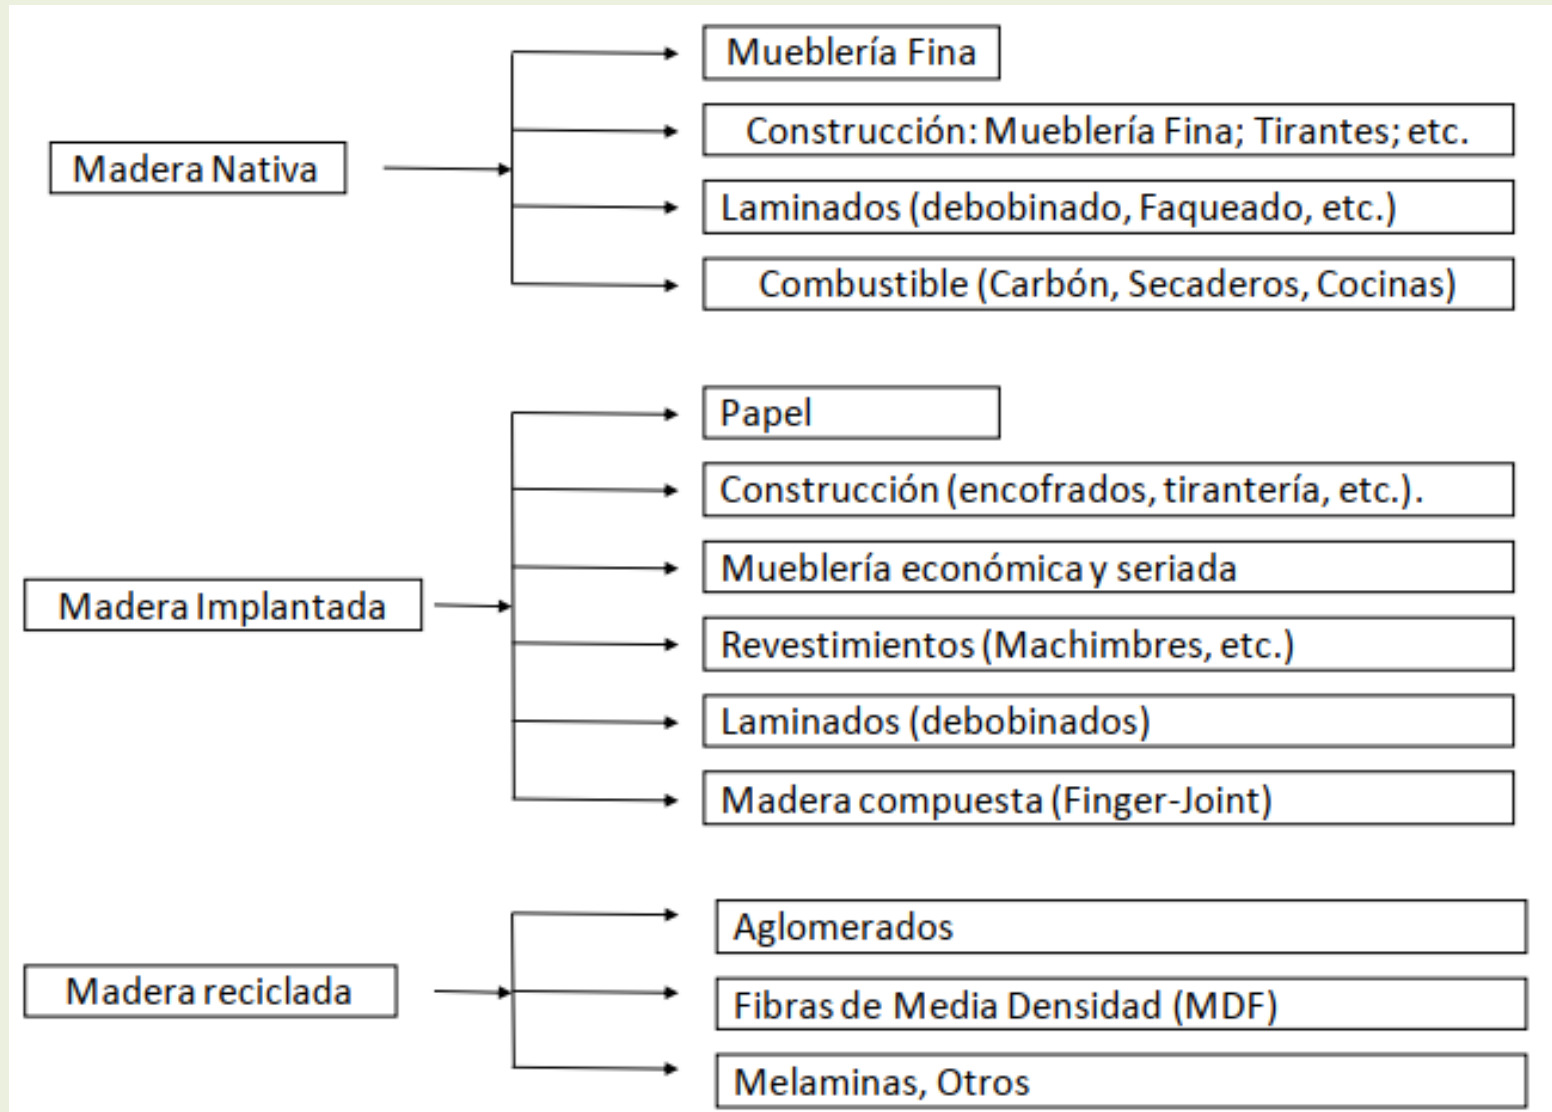 Madera Nativa
Mueblería Fina
Construcción: Mueblería Fina; Tirantes; etc.
Laminados (debobinado, Faqueado, etc.)
Combustible (Carbón, Secaderos, Cocinas)
Madera Implantada
Papel
Construcción (encofrados, tirantería, etc.).
Mueblería económica y seriada
Revestimientos (Machimbres, etc.)
Laminados (debobinados)
Madera compuesta (Finger-Joint)
Madera reciclada
Aglomerados
Fibras de Media Densidad (MDF)
Melaminas, Otros